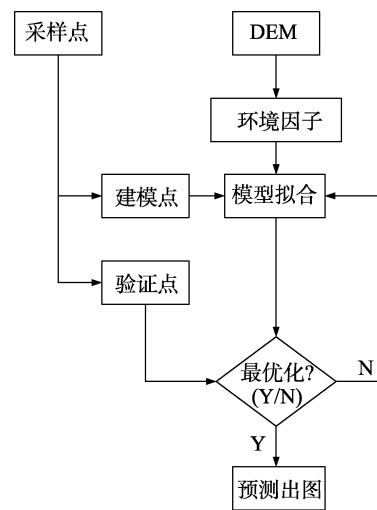 采样点
DEM
环境因子
建模点
模型拟合
验证点
最优化?
(Y/N)
N
Y
预测出图